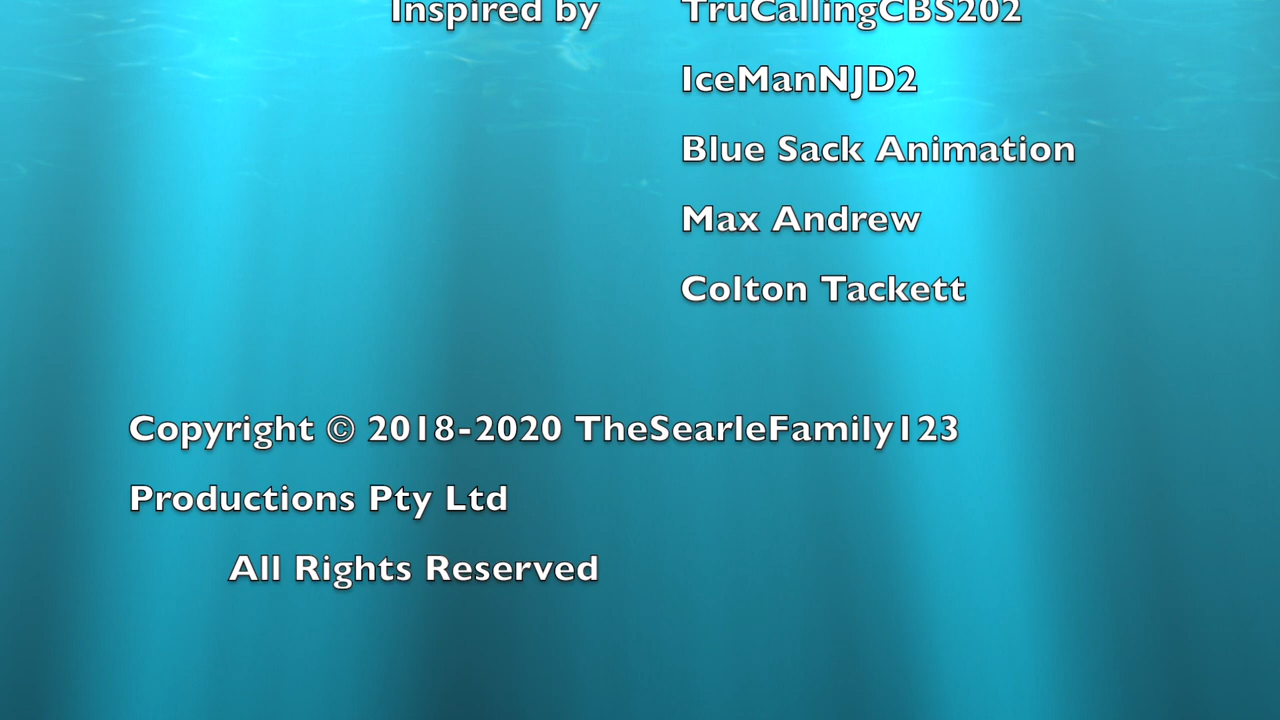 Inspired by TruCallingCBS202
IceManNJD2
Blue Sack Animation
Max Andrew
Colton Tackett
Copyright © 2018-2020 TheSearleFamily123
Productions Pty Ltd
All Rights Reserved